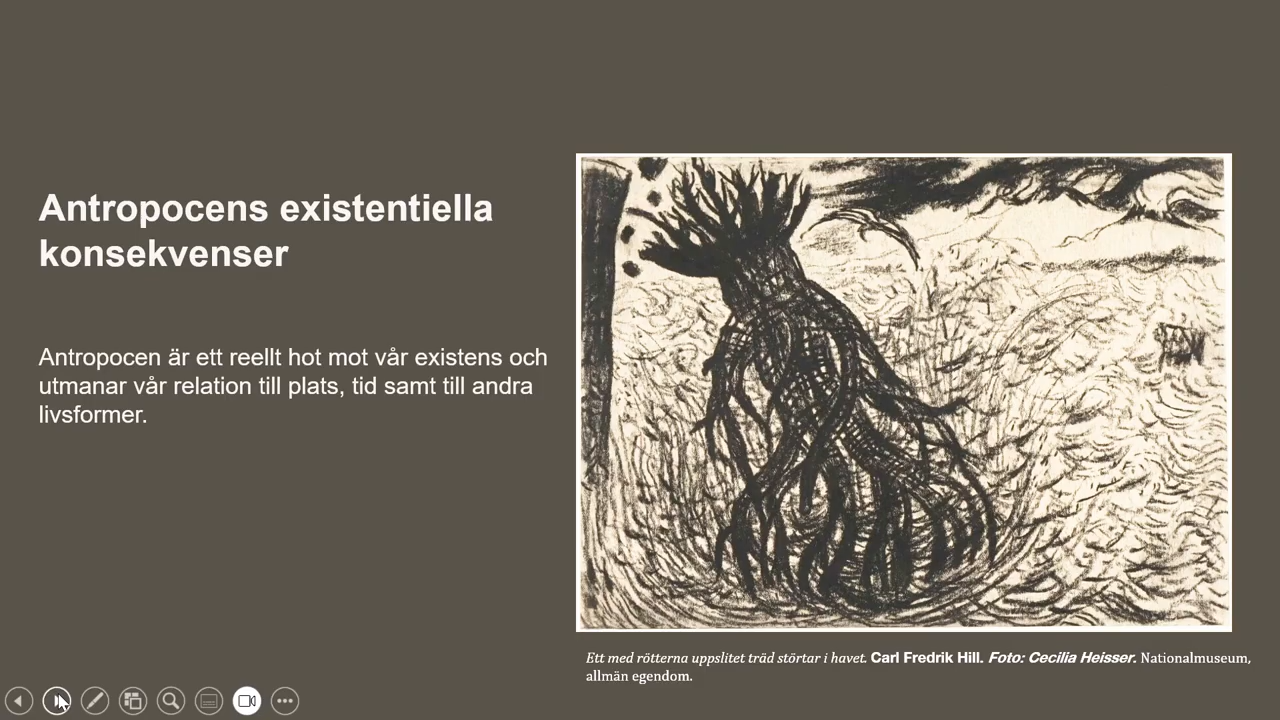 Antropocens existentiella
konsekvenser
Antropocen är ett reellt hot mot vår existens och
utmanar vår relation till plats, tid samt till andra
livsformer.
Ett med rötterna uppslitet träd störtar i havet. Carl Fredrik Hill. Foto: Cecilia Heisser. Nationalmuseum,
allmän egendom.